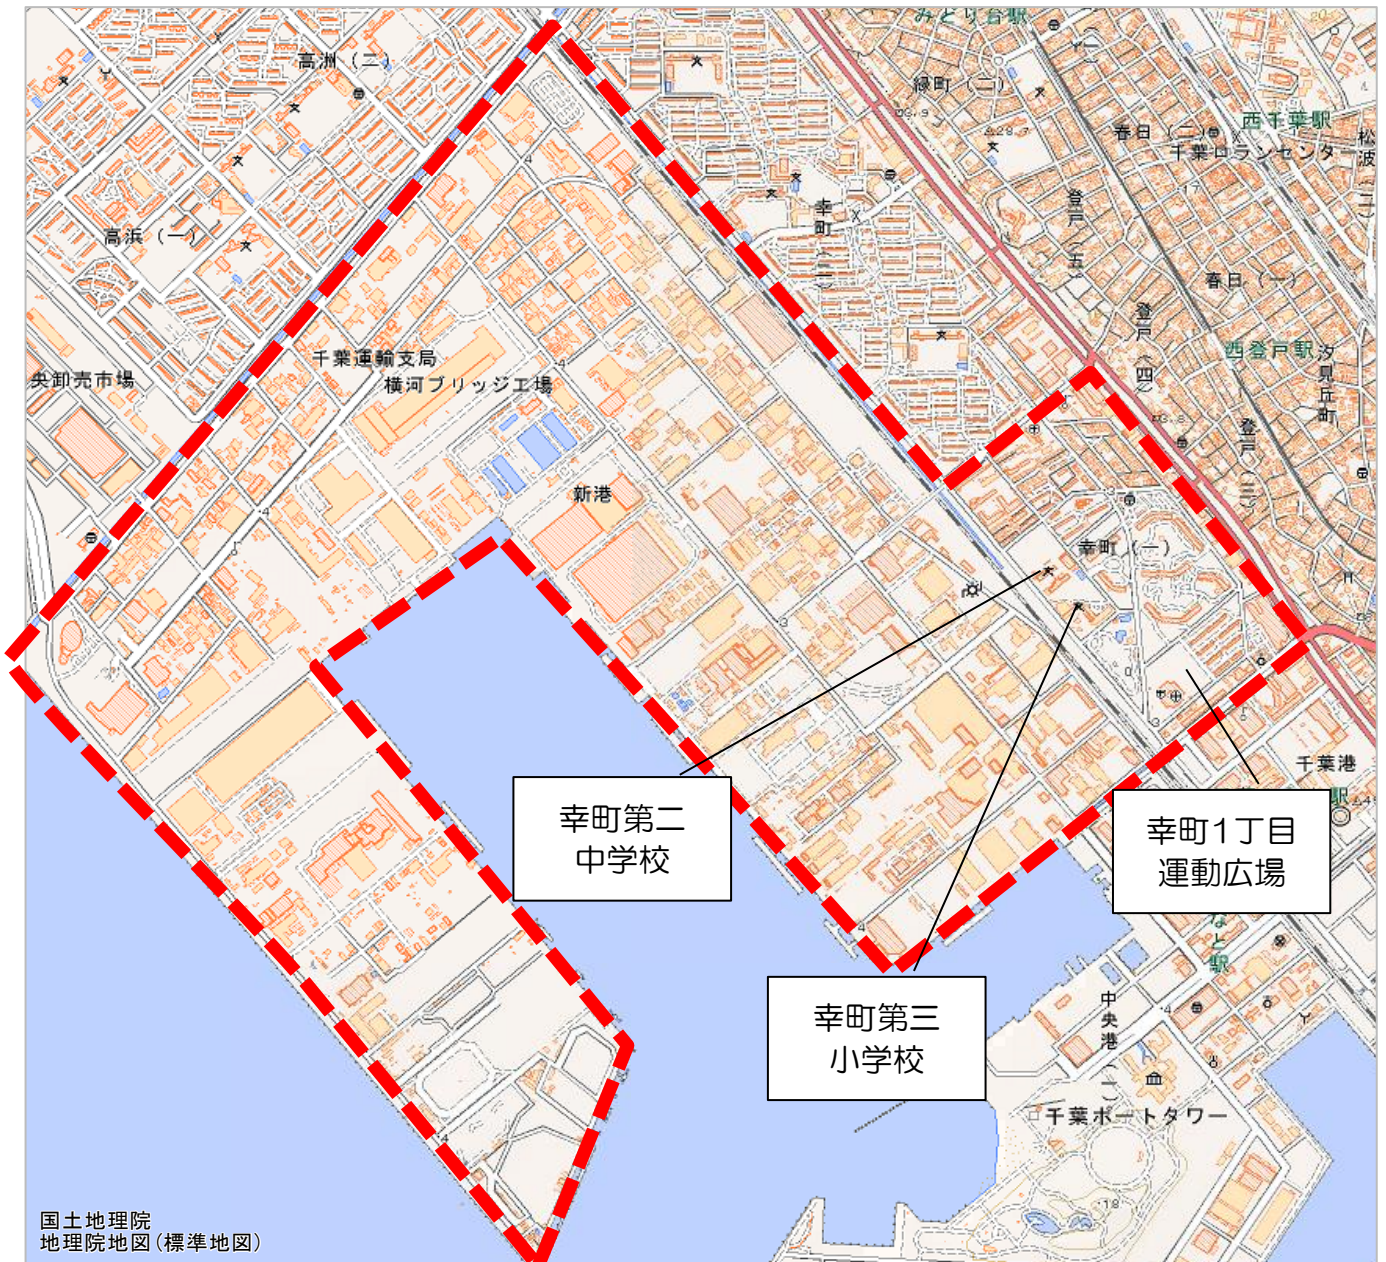 みどり台駅
高洲（二）
緑町（二）
西千葉駅
春日（二）
千葉ロランセンタ
松波（二）
登戸（五）
幸町（二）
高浜（一）
春日（一）
登戸（四）
西登戸駅
汐見丘町
千葉運輸支局
横河ブリッジ工場
央卸売市場
登戸（三）
新港
幸町（一）
千葉港
駅
幸町第二
中学校
幸町1丁目
運動広場
なと駅
幸町第三
小学校
中央港（一）
千葉ポートタワー
国土地理院
地理院地図(標準地図)